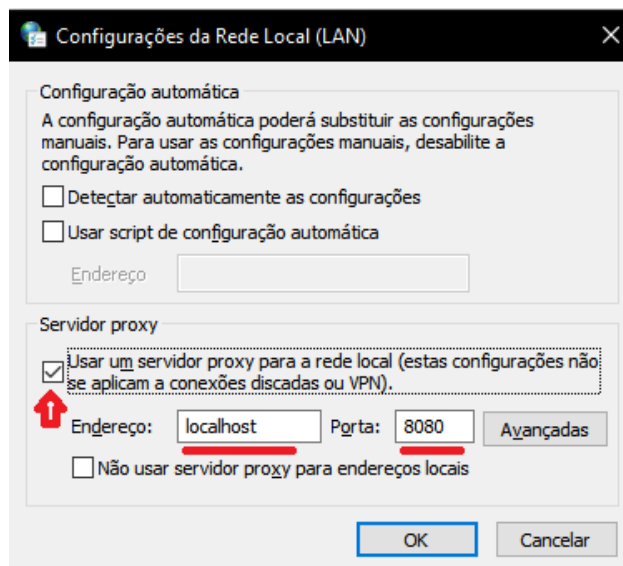 Configurações da Rede Local (LAN)
Configuração automática
A configuração automática poderá substituir as configurações
manuais. Para usar as configurações manuais, desabilite a
configuração automática.
Detectar automaticamente as configurações
Usar script de configuração automática
Endereço
Servidor proxy
Usar um servidor proxy para a rede local (estas configurações não
se aplicam a conexões discadas ou VPN).
Endereço: localhost Porta: 8080 Avançadas
Não usar servidor proxy para endereços locais
OK Cancelar